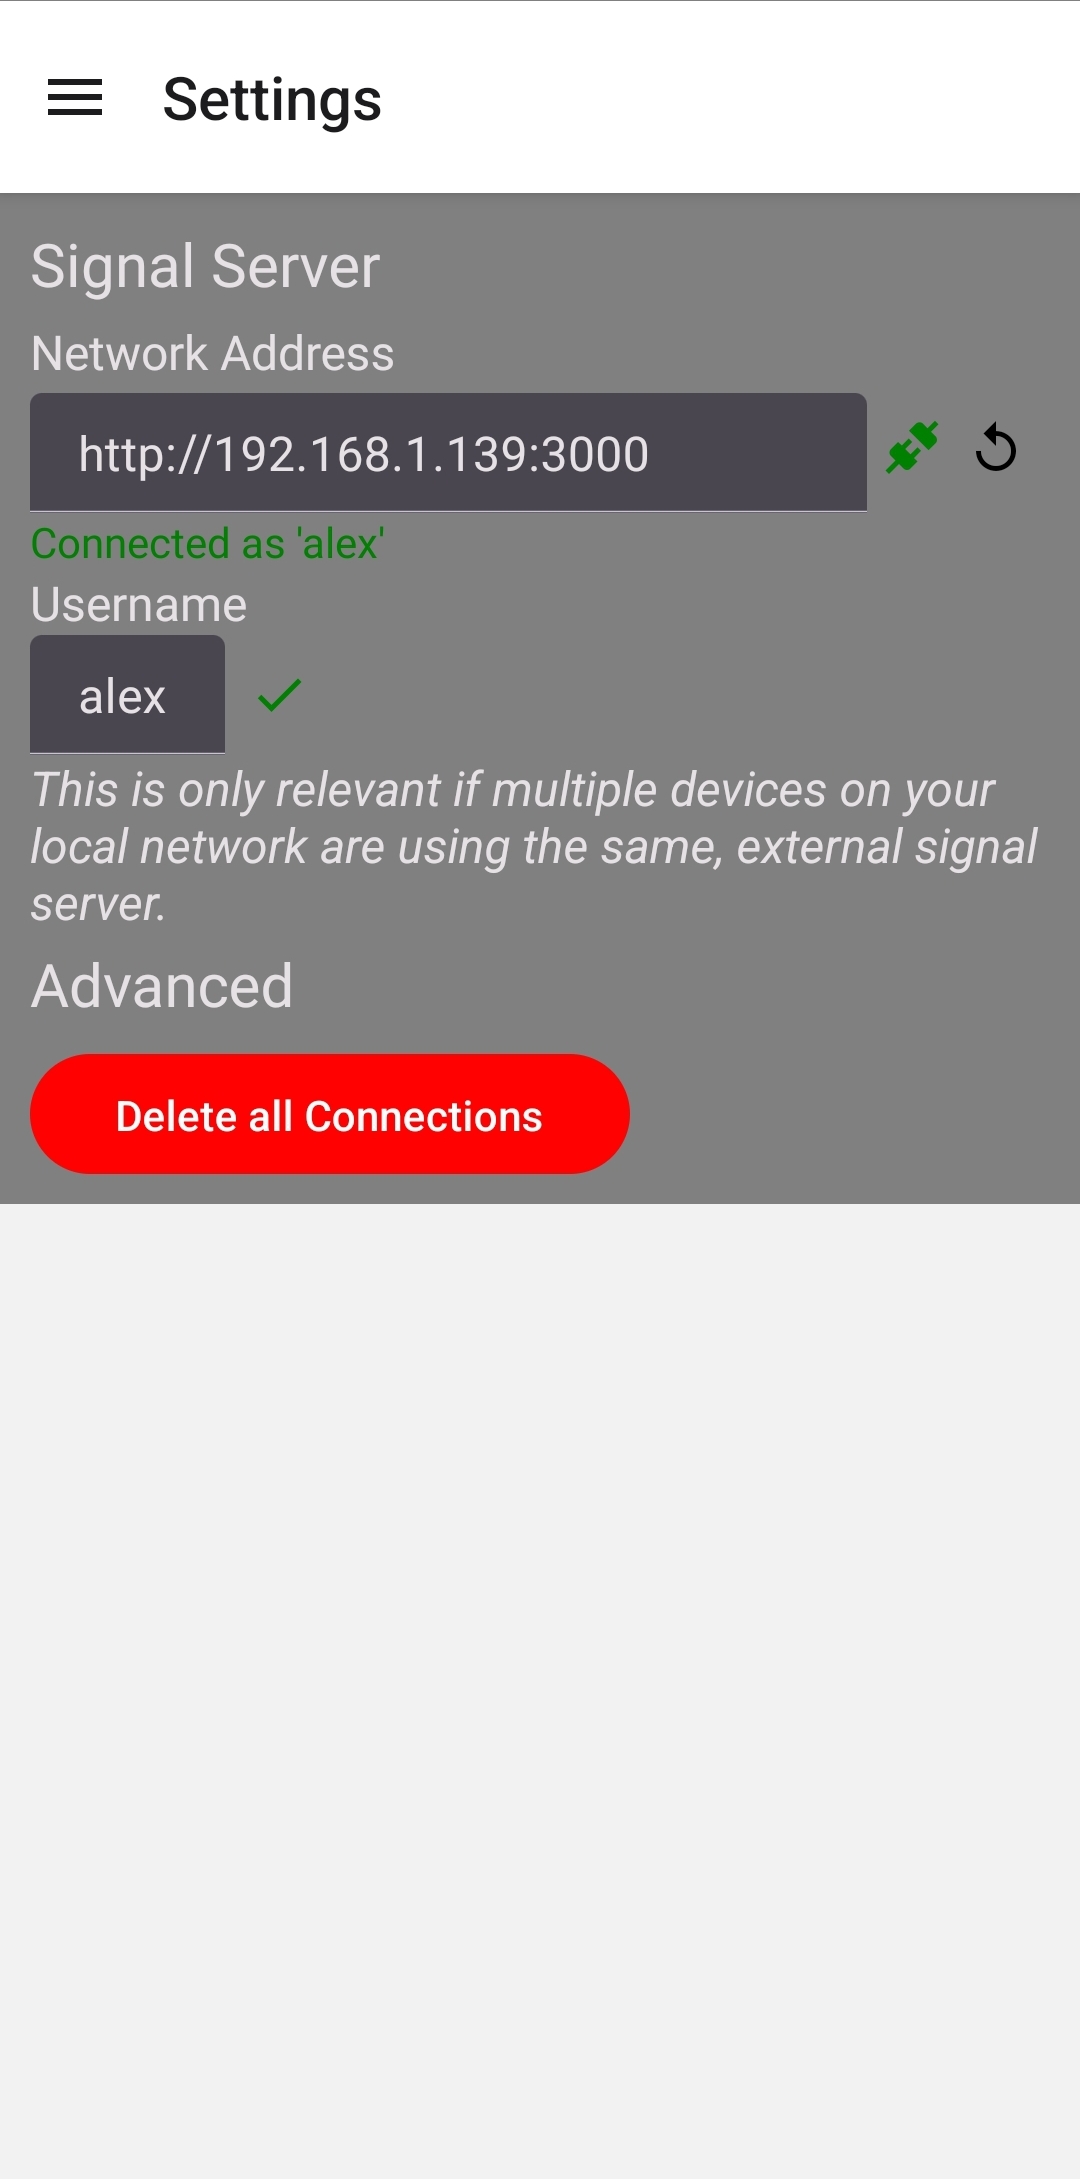 Settings
Signal Server
Network Address
http://192.168.1.139:3000
Connected as 'alex'
Username
alex
This is only relevant if multiple devices on your
local network are using the same, external signal
server.
Advanced
Delete all Connections